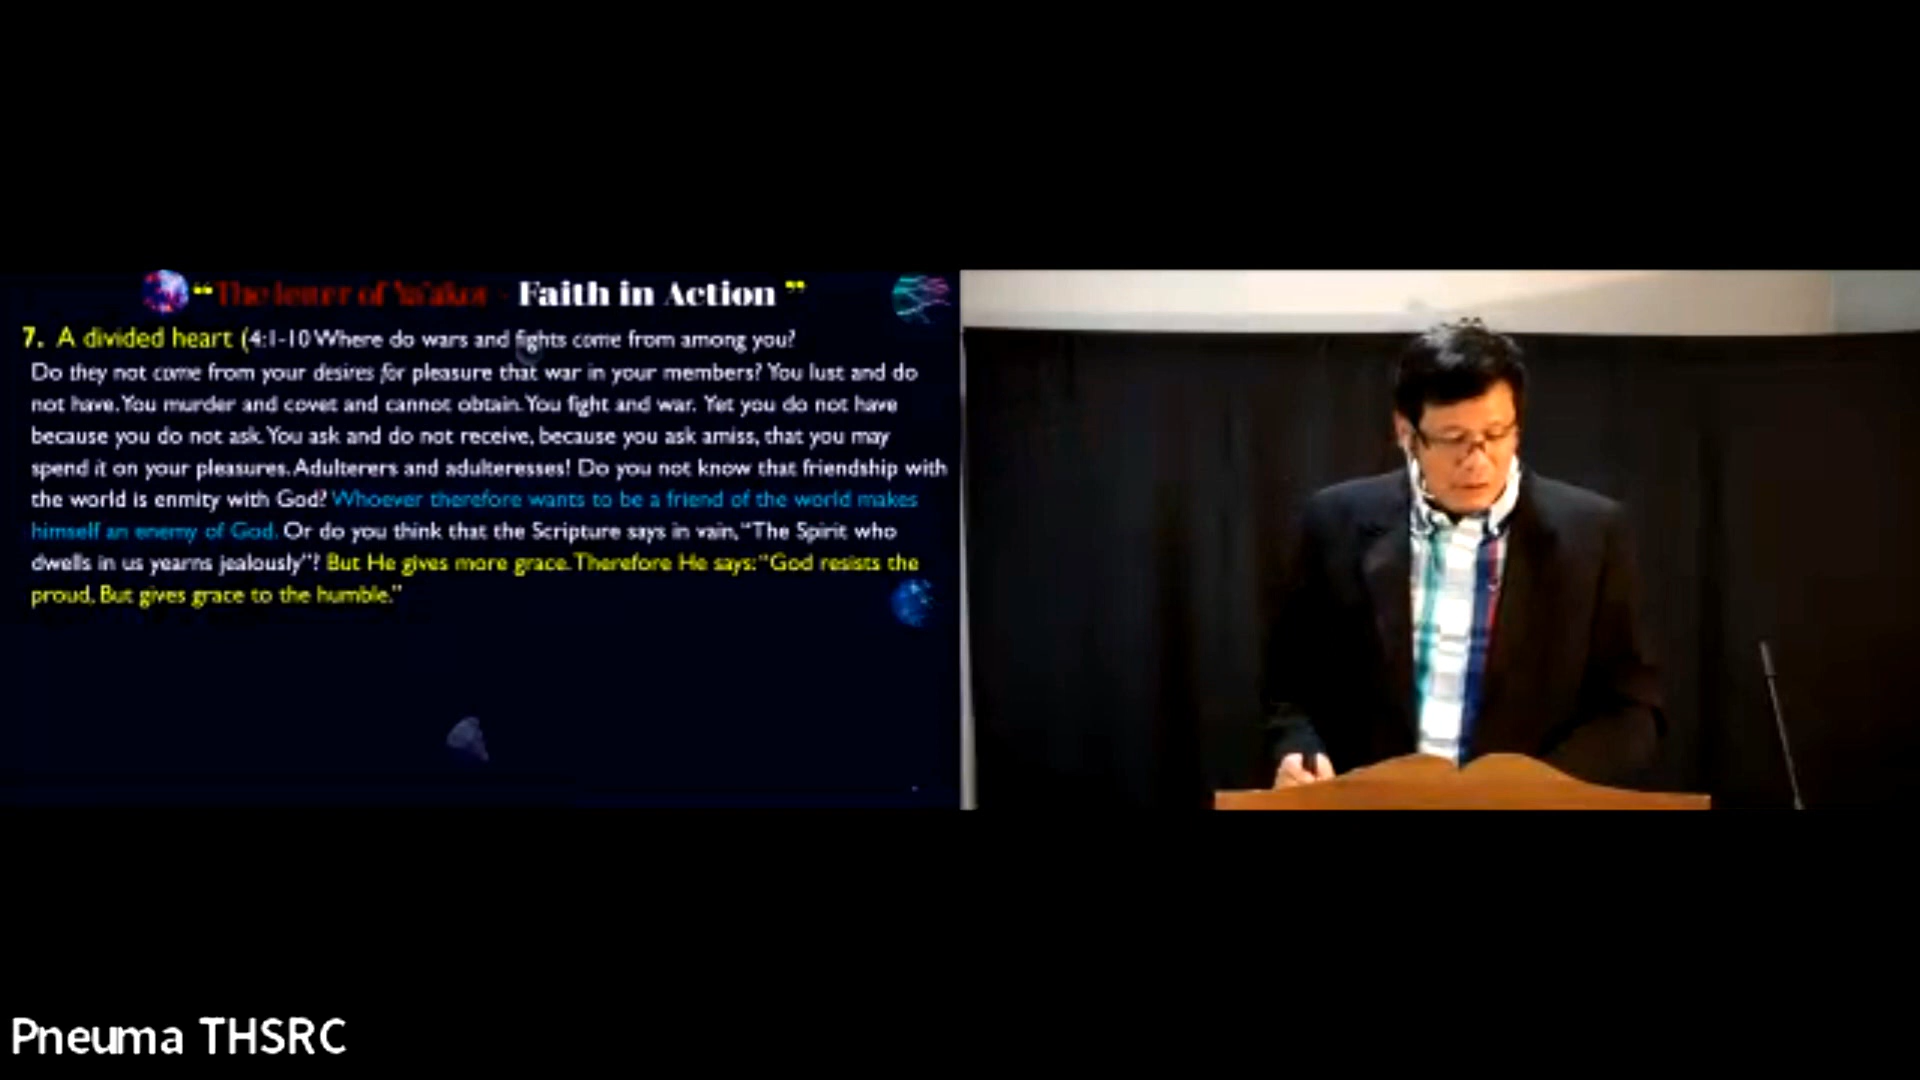 “The letter of Ya'akov - Faith in Action ”
7. A divided heart (4:1-10 Where do wars and fights come from among you?
Do they not come from your desires for pleasure that war in your members? You lust and do
not have. You murder and covet and cannot obtain. You fight and war. Yet you do not have
because you do not ask. You ask and do not receive, because you ask amiss, that you may
spend it on your pleasures. Adulterers and adulteresses! Do you not know that friendship with
the world is enmity with God? Whoever therefore wants to be a friend of the world makes
himself an enemy of God. Or do you think that the Scripture says in vain, “The Spirit who
dwells in us yearns jealously”? But He gives more grace. Therefore He says: “God resists the
proud, But gives grace to the humble.”
Pneuma THSRC